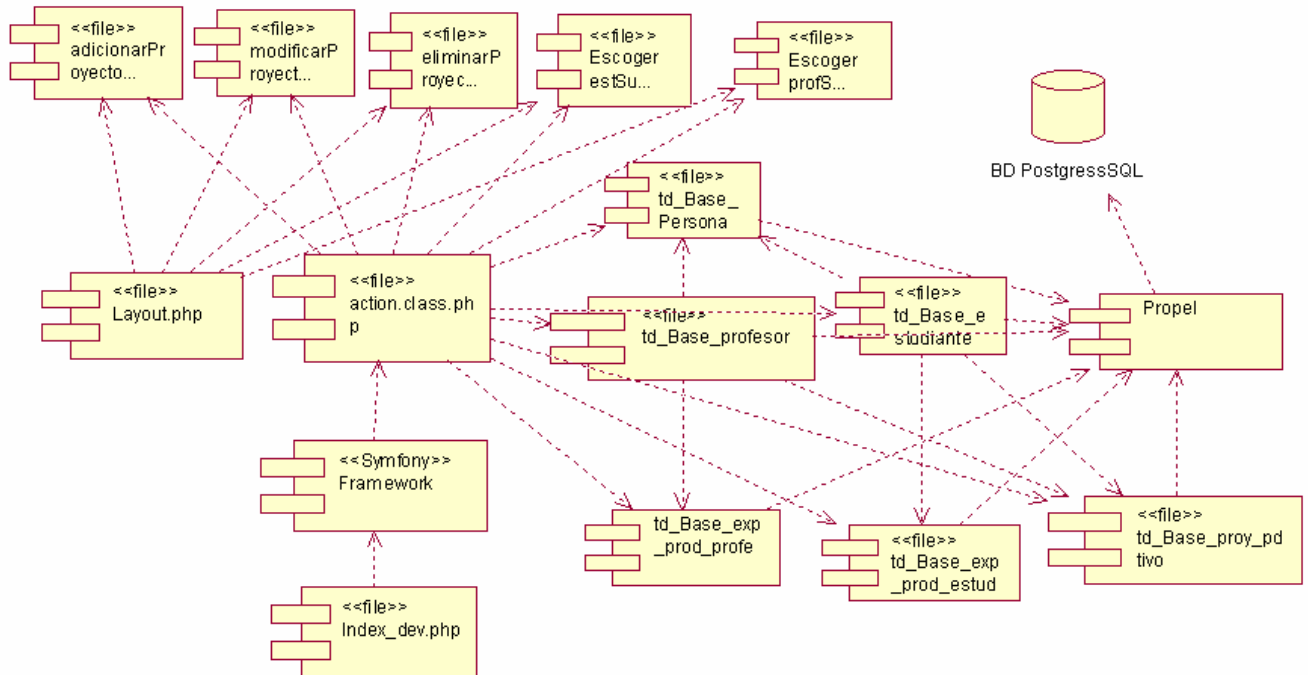 <<file>>
adicionarPr
oyecto...
<<file>>
modificarP
royect...
<<file>>
eliminarP
royec...
<<file>>
Escoger
estSu...
<<file>>
Escoger
profS...
BD PostgressSQL
<<file>>
td_Base_
Persona
<<file>>
Layout.php
<<file>>
action.class.ph
p
<<file>>
td_Base_profesor
<<file>>
td_Base_e
studiante
Propel
<<Symfony>>
Framework
td_Base_exp
_prod_profe
<<file>>
td_Base_exp
_prod_estud
<<file>>
td_Base_proy_pd
tivo
<<file>>
Index_dev.php